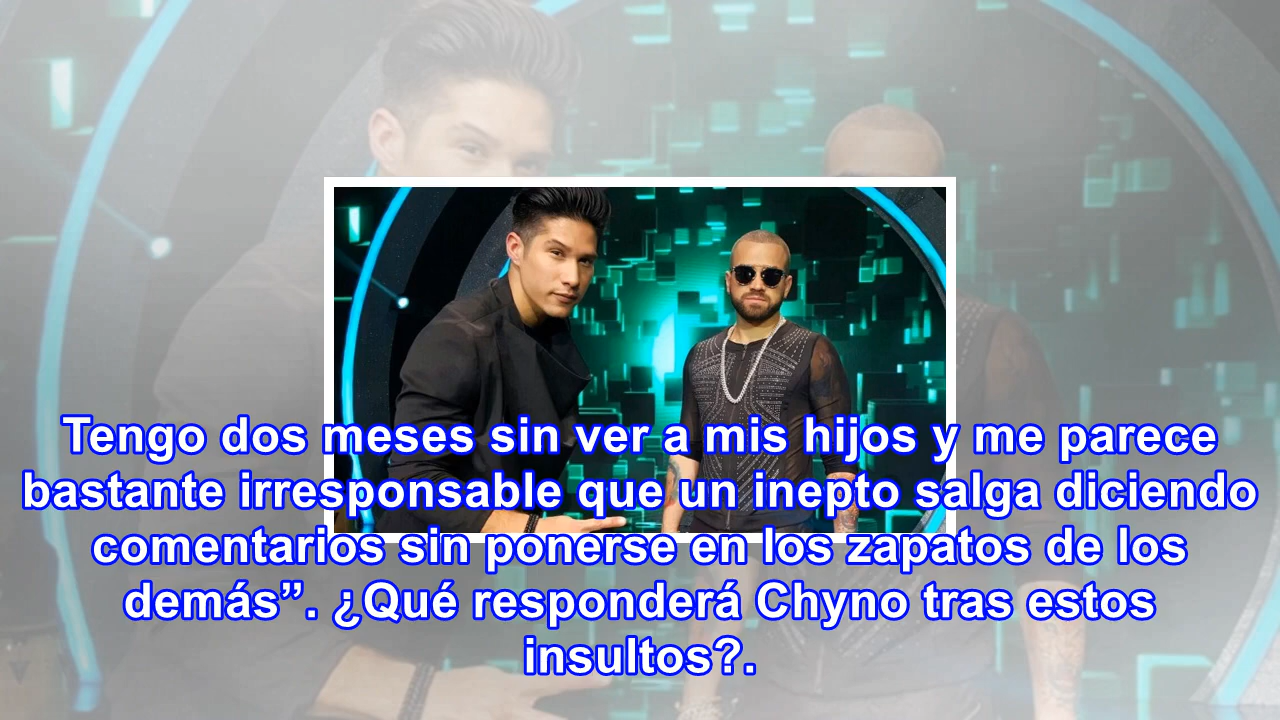 Tengo dos meses sin ver a mis hijos y me parece
bastante irresponsable que un inepto salga diciendo
comentarios sin ponerse en los zapatos de los
demás”. ¿Qué responderá Chyno tras estos
insultos?.